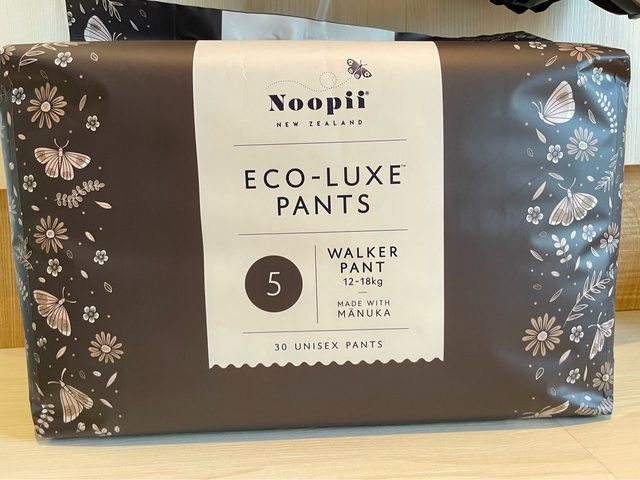 Noopii®
NEW ZEALAND
ECO-LUXE™
PANTS
5
WALKER
PANT
12-18kg
MADE WITH
MĀNUKA
30 UNISEX PANTS